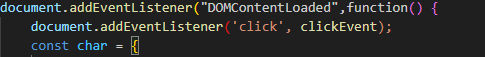 document.addEventListener("DOMContentLoaded",function() {
document.addEventListener('click', clickEvent);
const char = {